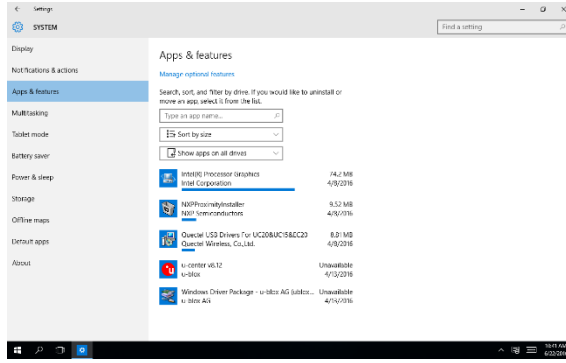 Settings
SYSTEM
Find a setting
Display
Notifications & actions
Apps & features
Multitasking
Tablet mode
Battery saver
Power & sleep
Storage
Offline maps
Default apps
About
Apps & features
Manage optional features
Search, sort, and filter by drive. If you would like to uninstall or
move an app, select it from the list.
Type an app name...
Sort by size
Show apps on all drives
Intel(R) Processor Graphics 74.2 MB
Intel Corporation 4/8/2016
NXPProximityInstaller 9.52 MB
NXP Semiconductors 4/8/2016
Quectel USB Drivers For UC20&UC15&EC20 8.81 MB
Quectel Wireless, Co.,Ltd. 4/8/2016
u-center v8.12 Unavailable
u-blox 4/15/2016
Windows Driver Package - u-blox AG (ublox... Unavailable
u-blox AG 4/15/2016
6/22/2016